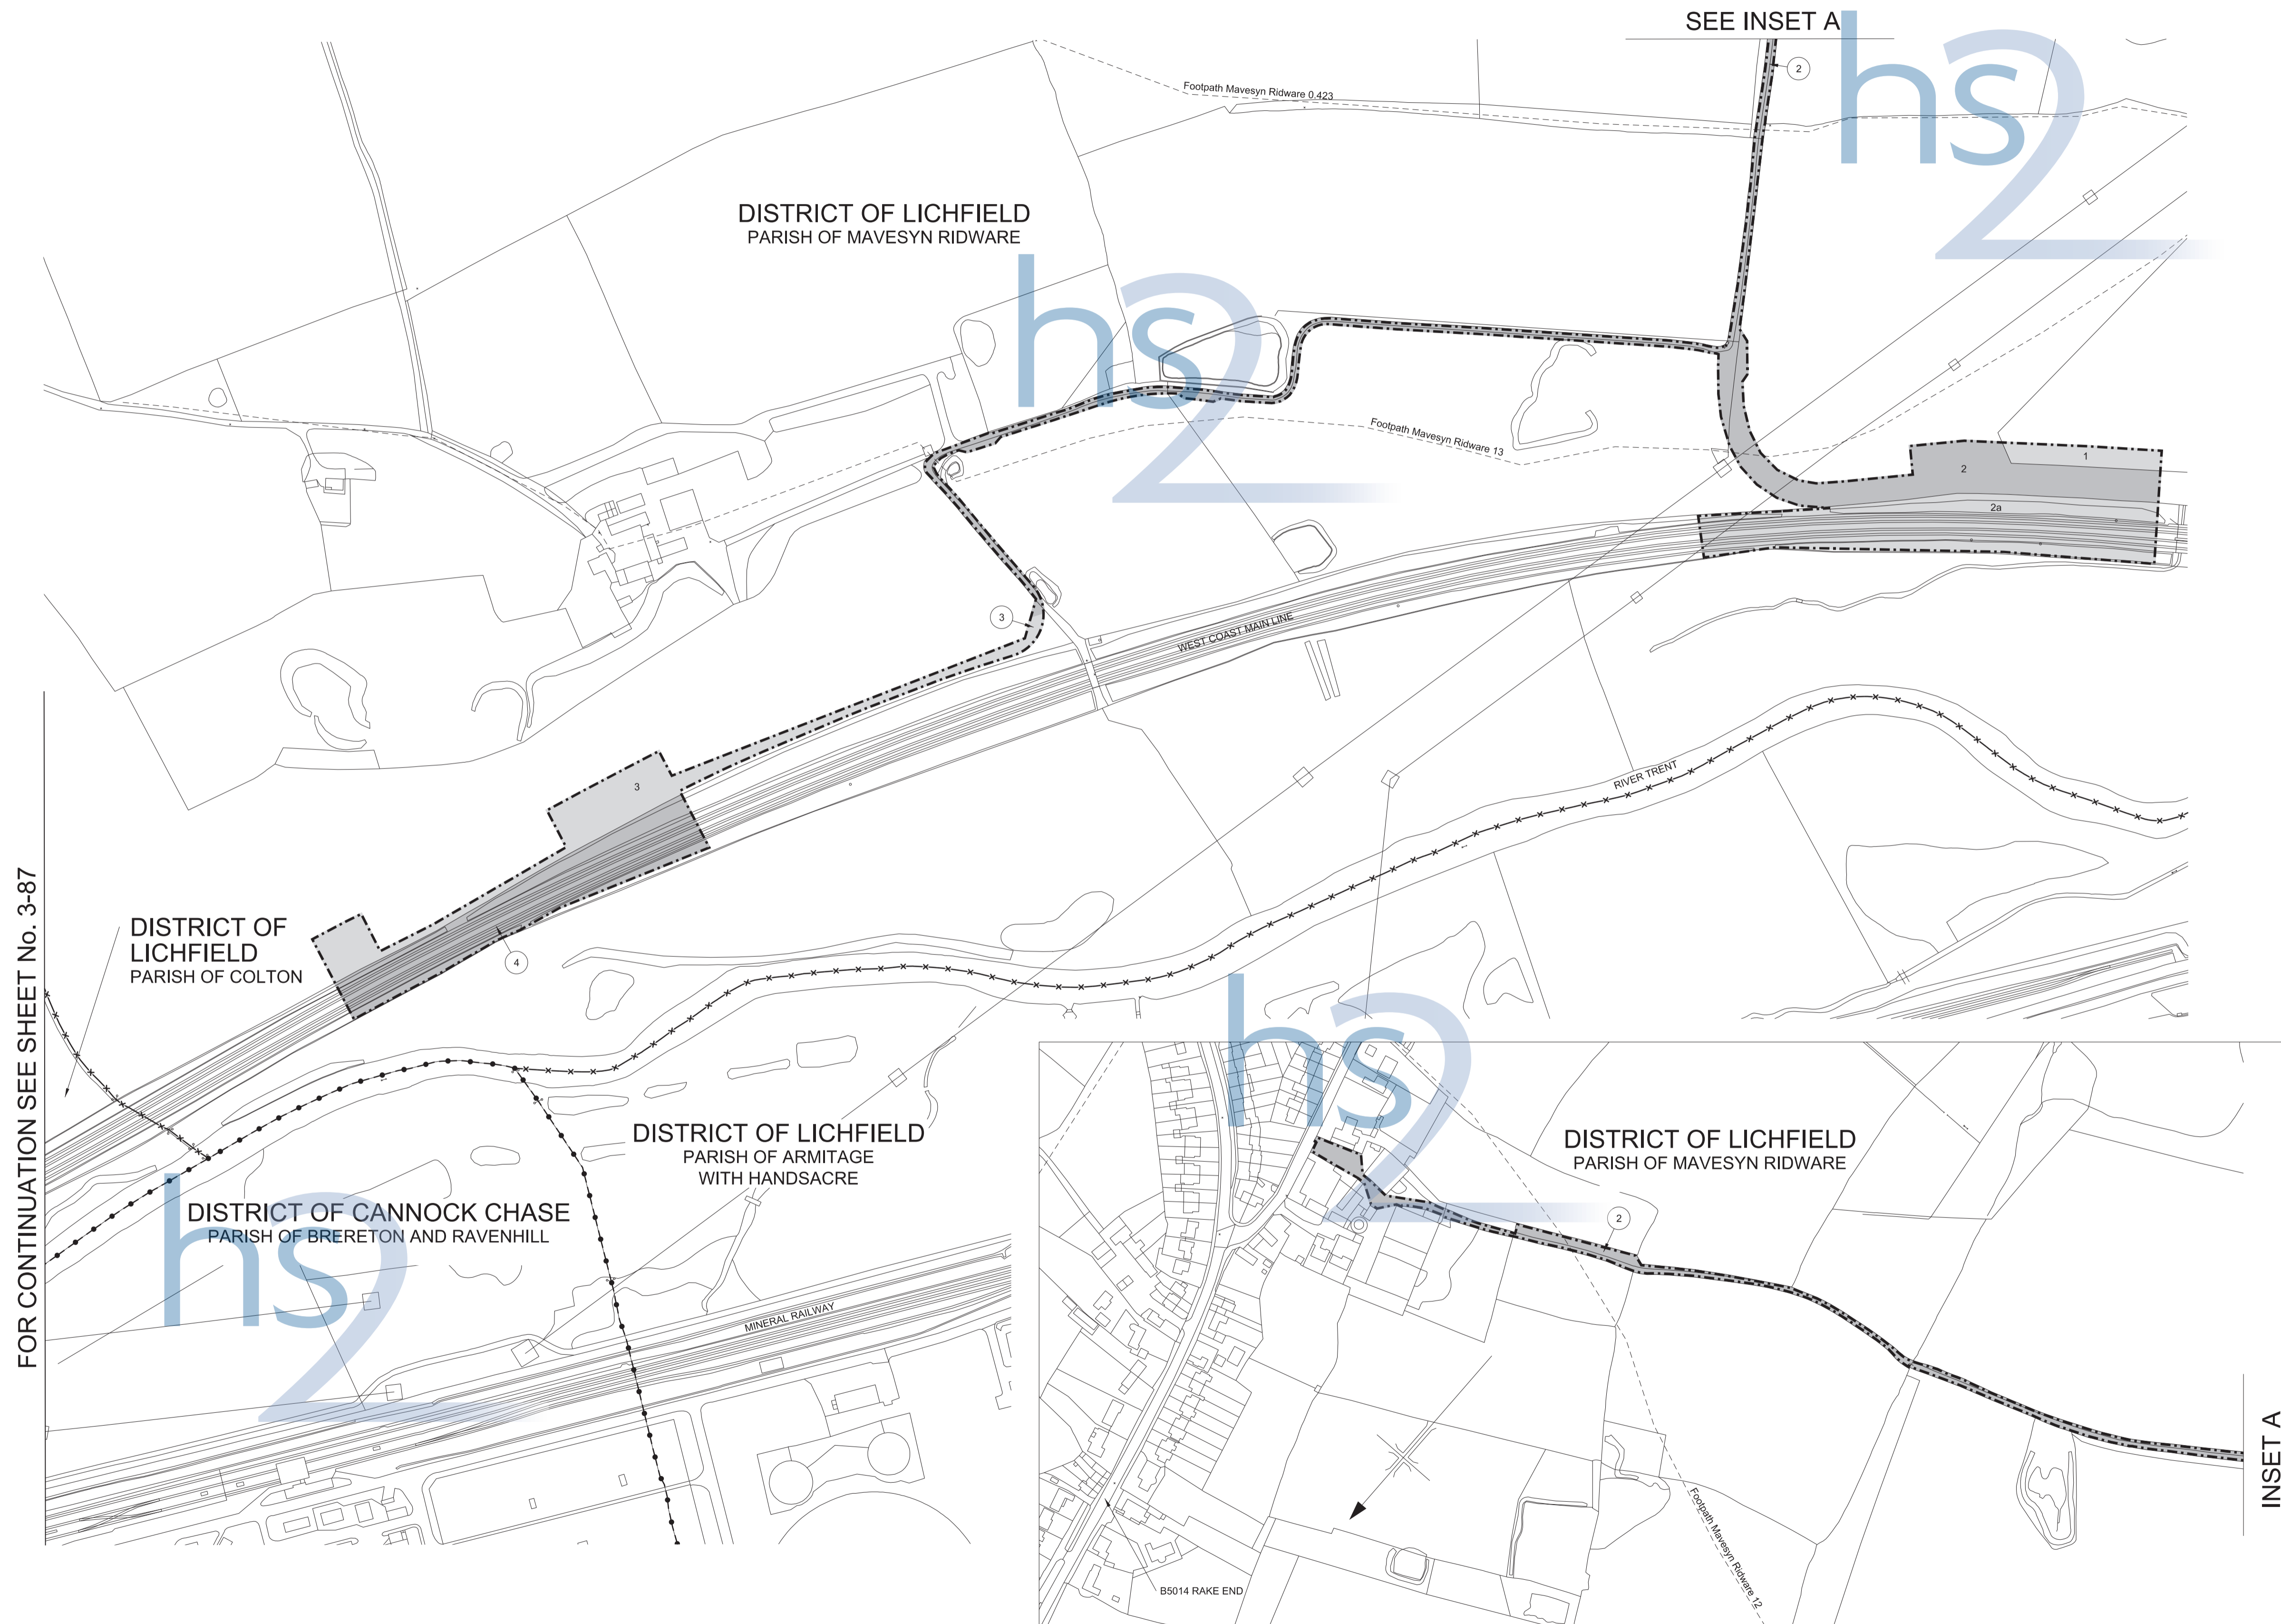 SEE INSET A
hs2
2
Footpath Mavesyn Ridware 0.423
DISTRICT OF LICHFIELD
PARISH OF MAVESYN RIDWARE
hs2
Footpath Mavesyn Ridware 13
1
2
2a
3
WEST COAST MAIN LINE
RIVER TRENT
3
FOR CONTINUATION SEE SHEET No. 3-87
DISTRICT OF
LICHFIELD
PARISH OF COLTON
4
hs2
DISTRICT OF LICHFIELD
PARISH OF ARMITAGE
WITH HANDSACRE
DISTRICT OF CANNOCK CHASE
PARISH OF BRERETON AND RAVENHILL
hs2
MINERAL RAILWAY
DISTRICT OF LICHFIELD
PARISH OF MAVESYN RIDWARE
2
Footpath Mavesyn Ridware 12
B5014 RAKE END
INSET A